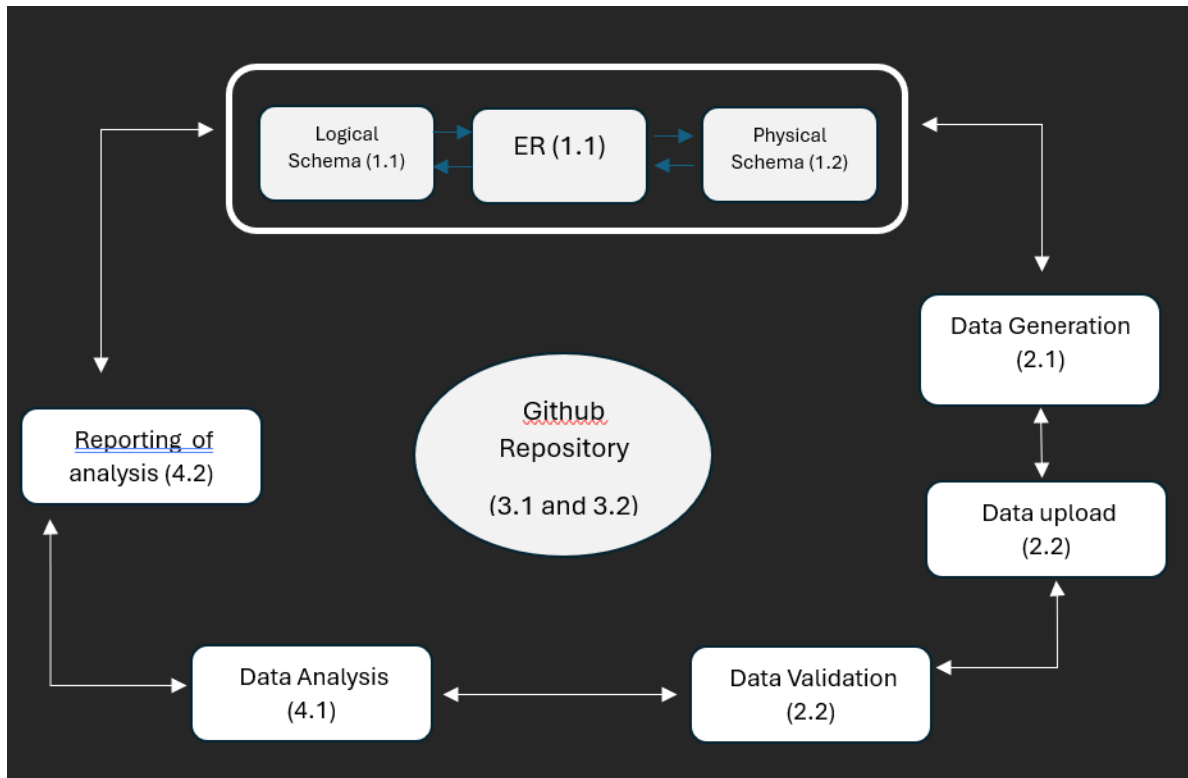 Logical
Schema (1.1)
ER (1.1)
Physical
Schema (1.2)
Data Generation
(2.1)
Github
Repository
(3.1 and 3.2)
Reporting of
analysis (4.2)
Data upload
(2.2)
Data Analysis
(4.1)
Data Validation
(2.2)